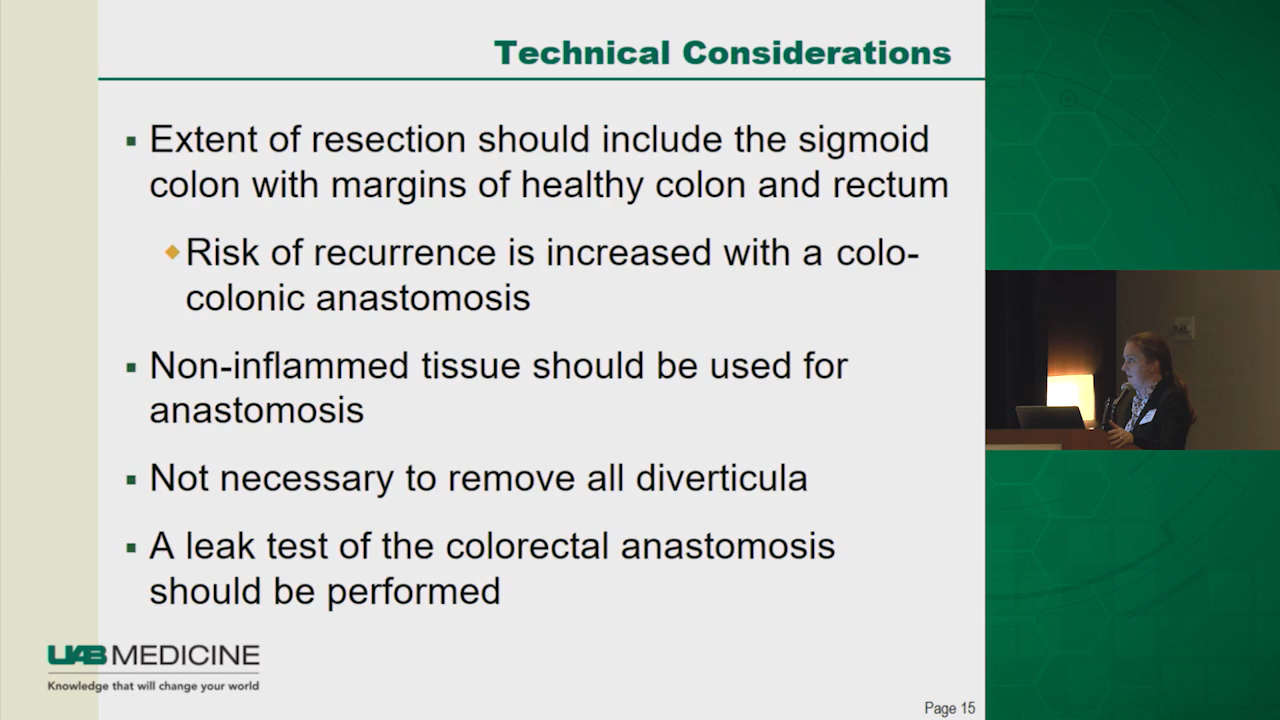 Technical Considerations
▪ Extent of resection should include the sigmoid
colon with margins of healthy colon and rectum
◆Risk of recurrence is increased with a colo-
colonic anastomosis
▪ Non-inflammed tissue should be used for
anastomosis
▪ Not necessary to remove all diverticula
▪ A leak test of the colorectal anastomosis
should be performed
UAB MEDICINE
Knowledge that will change your world
Page 15